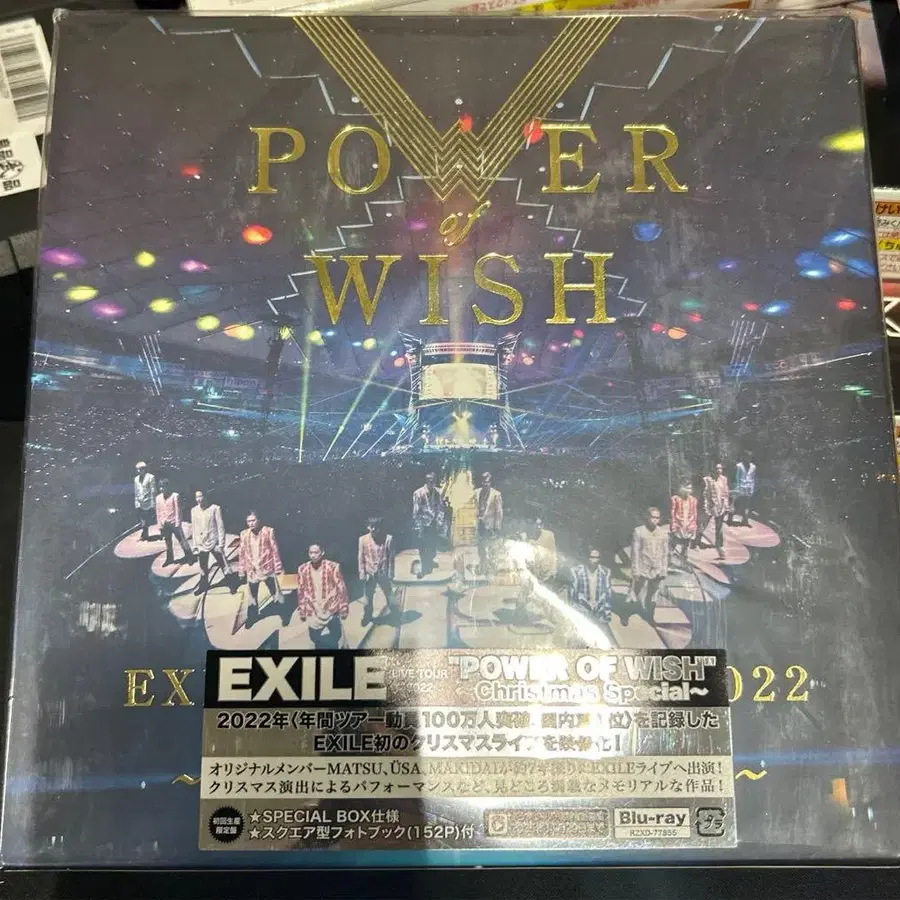 POWER
of
WISH
EX
022
EXILE
LIVE TOUR
2022
"POWER OF WISH"
~Christmas Special~
2022年〈年間ツアー動員100万人突破、国内第1位〉を記録した
EXILE初のクリスマスライブを映像化！
オリジナルメンバーMATSU、ÜSA、MAKIDAIが約7年振りにEXILEライブへ出演！
クリスマス演出によるパフォーマンスなど、見どころ満載なメモリアルな作品！
初回生産
限定盤
★SPECIAL BOX仕様
★スクエア型フォトブック(152P)付
Blu-ray
RZXD-77855
プラ